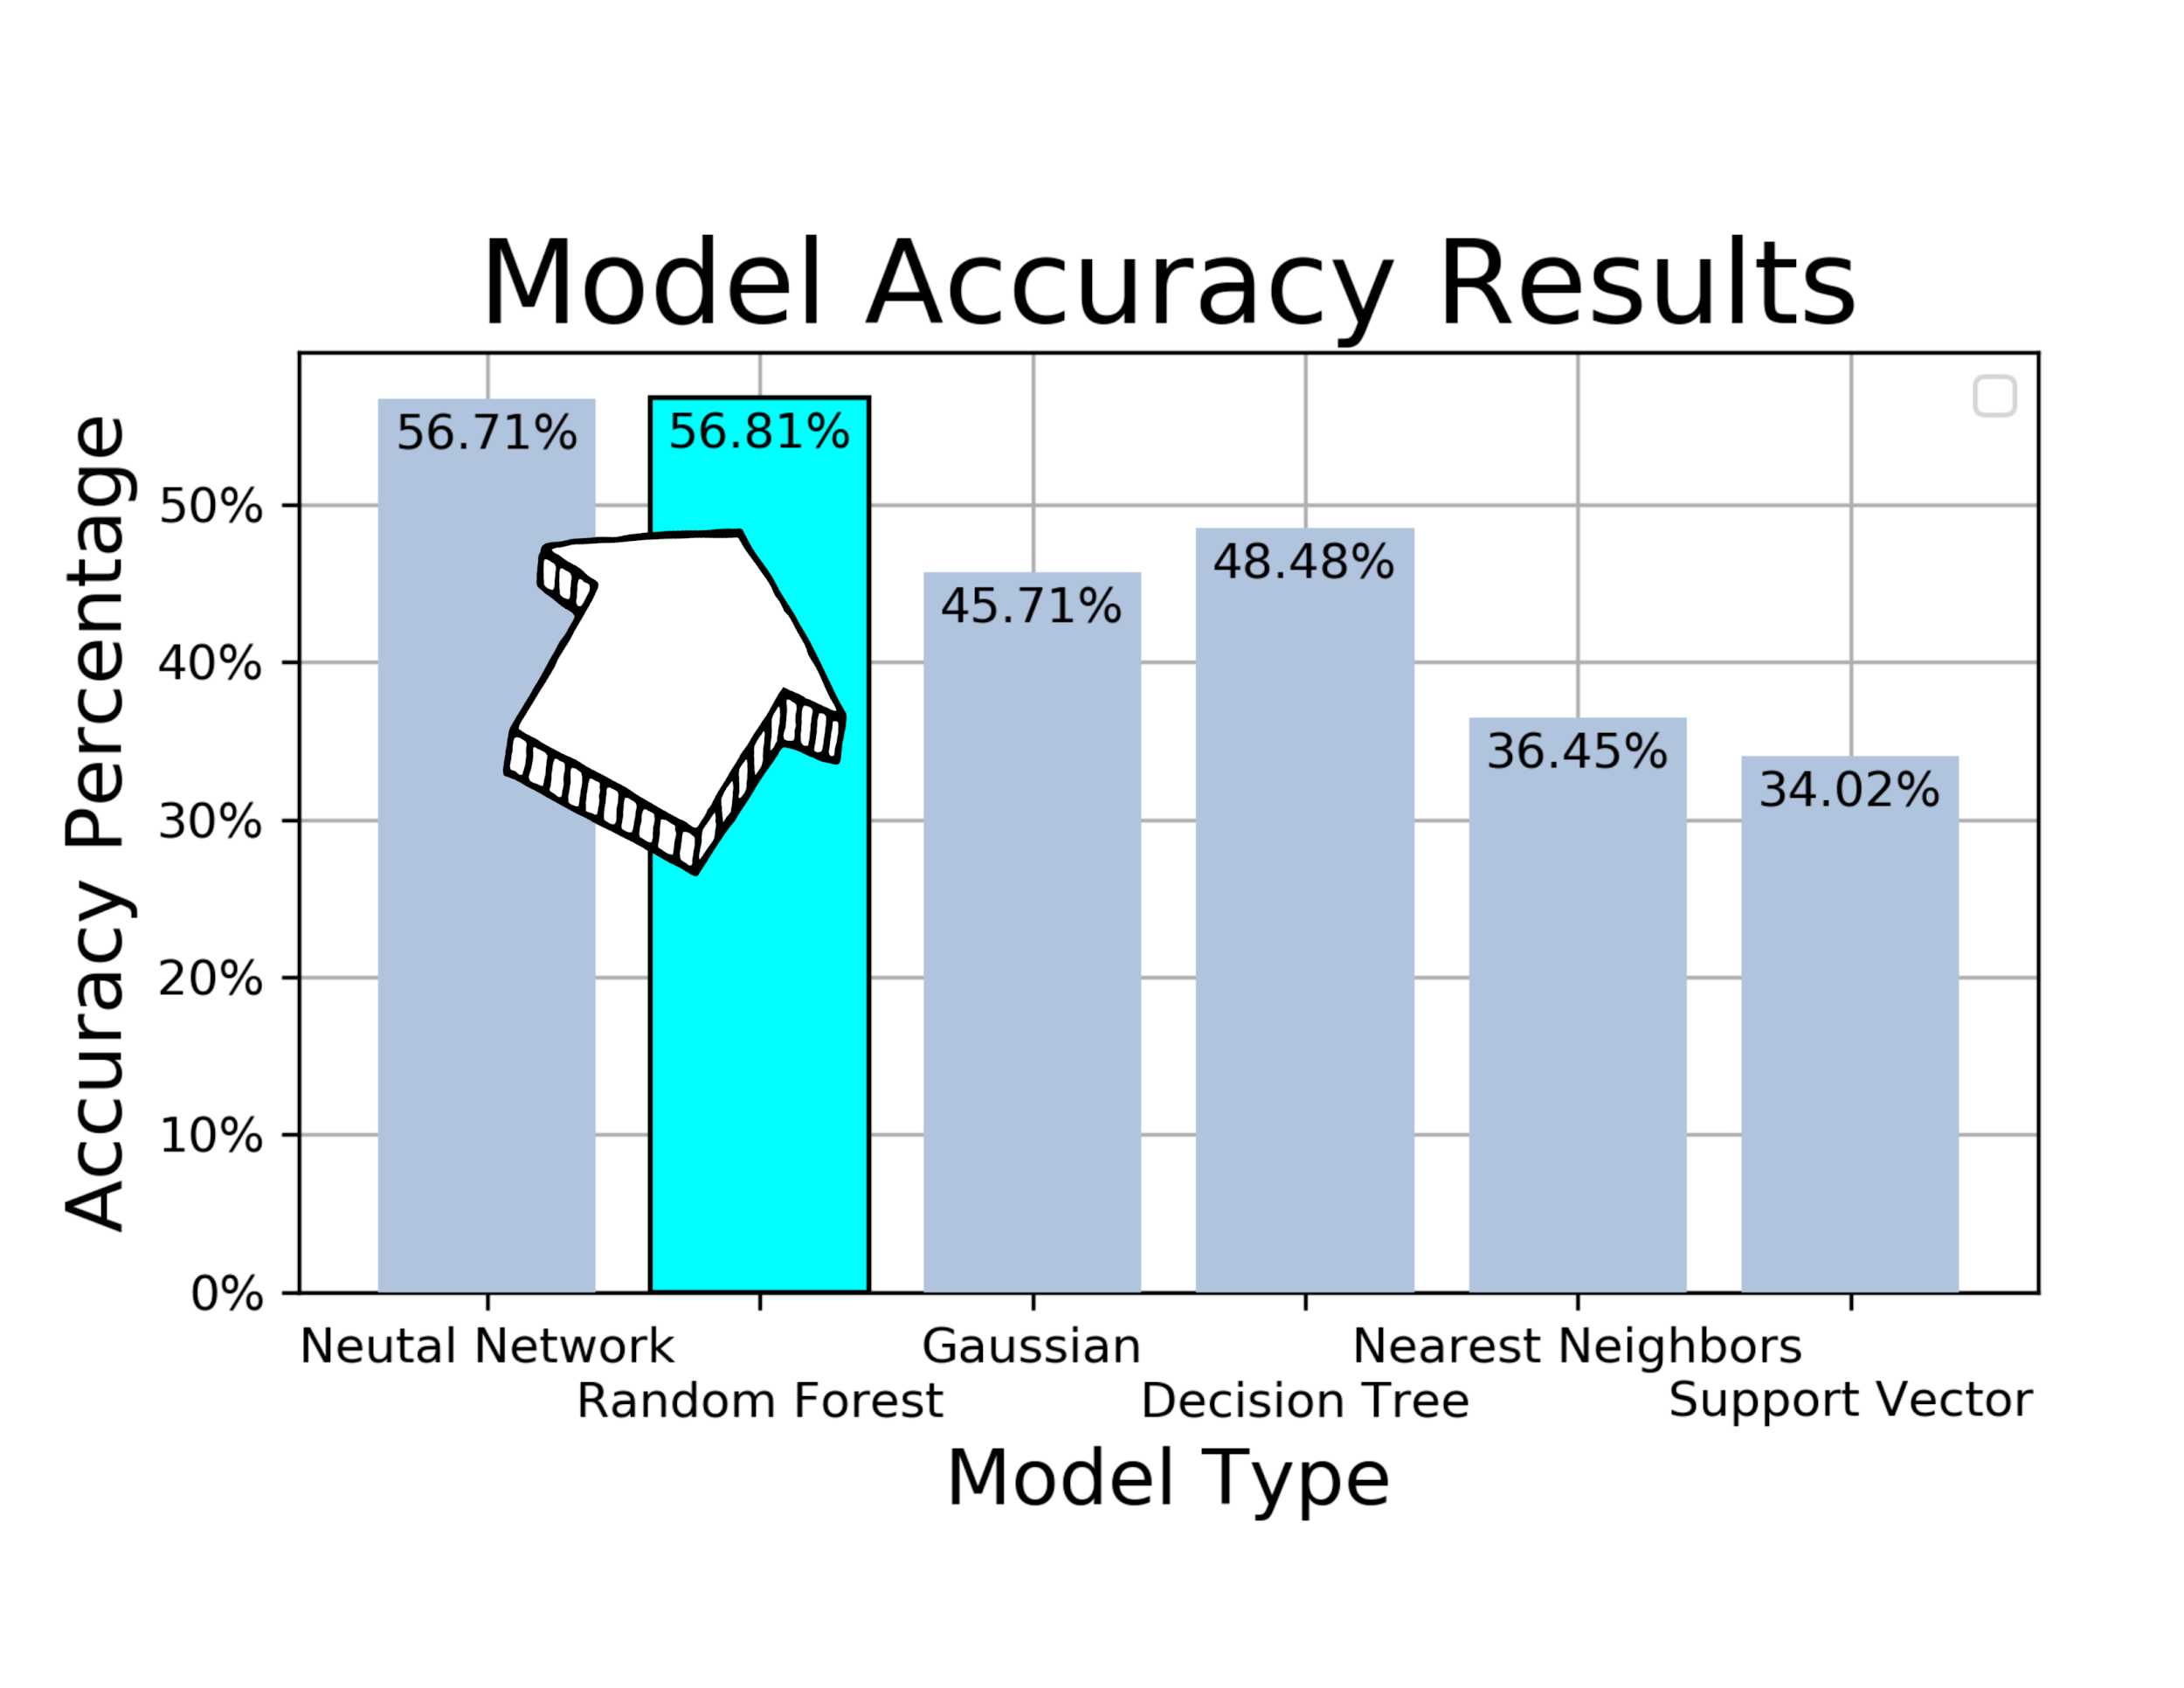 Model Accuracy Results
Accuracy Percentage
50%
40%
30%
20%
10%
0%
56.71%
56.81%
45.71%
48.48%
36.45%
34.02%
Neutal Network
Random Forest
Gaussian
Decision Tree
Nearest Neighbors
Support Vector
Model Type